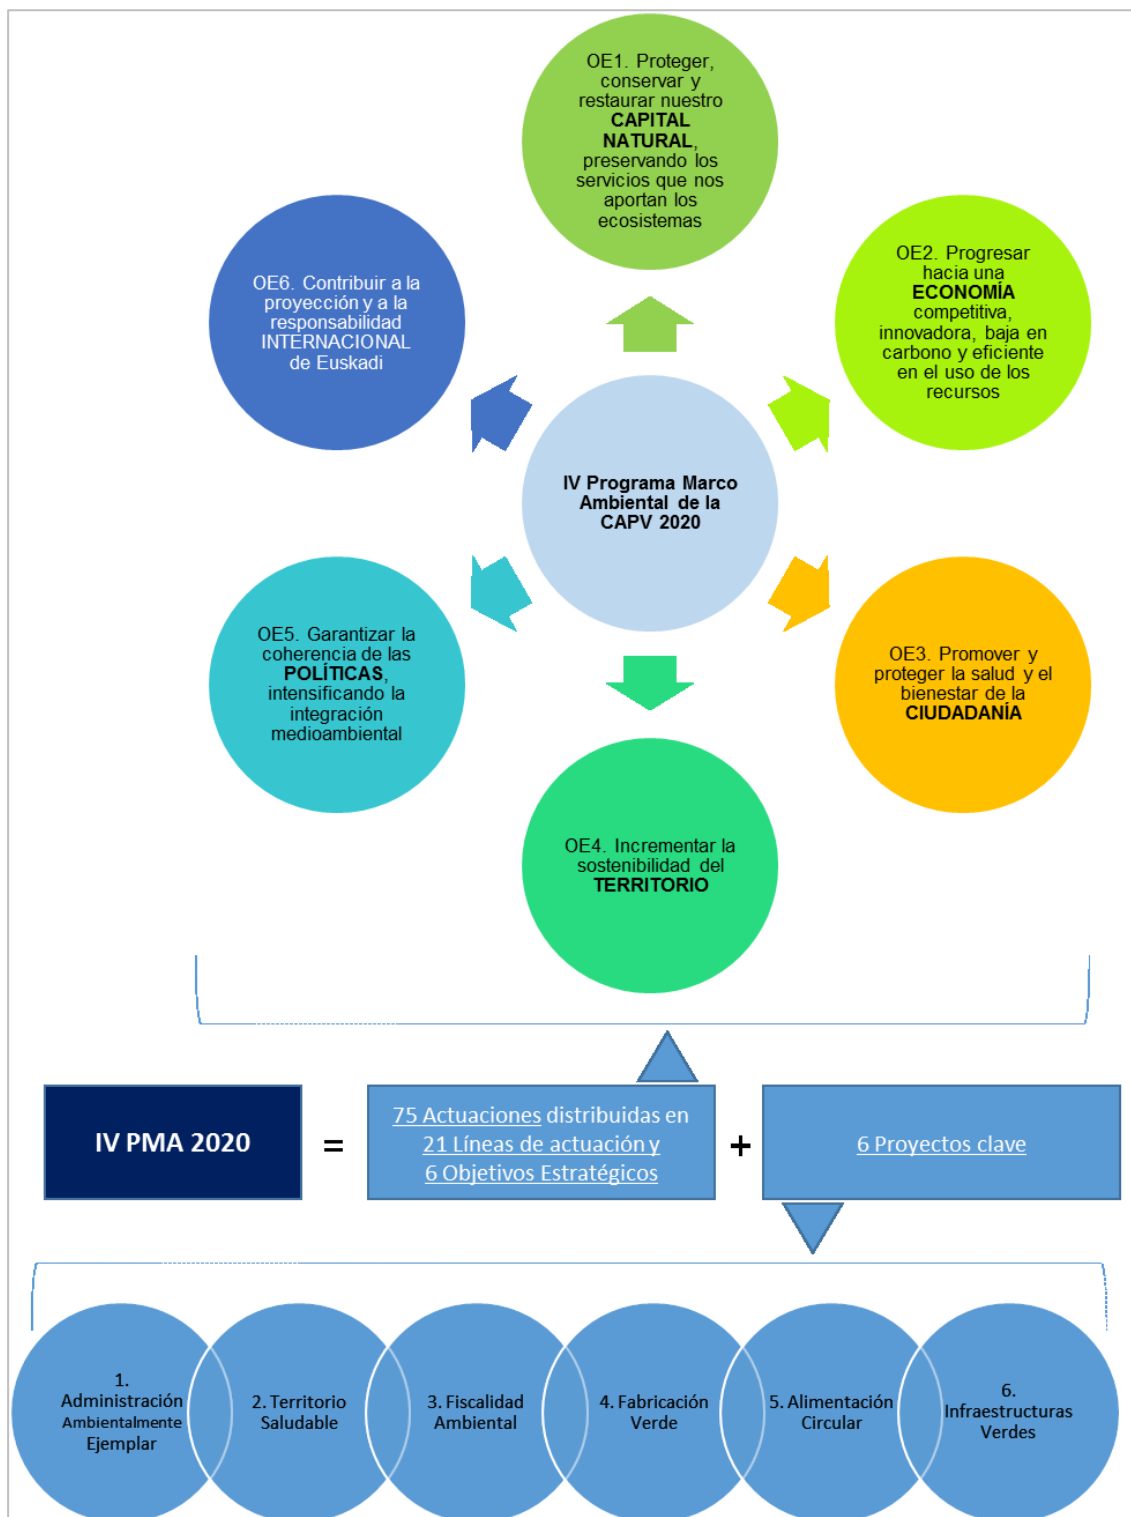 OE1. Proteger,
conservar y
restaurar nuestro
CAPITAL
NATURAL,
preservando los
servicios que nos
aportan los
ecosistemas
OE2. Progresar
hacia una
ECONOMÍA
competitiva,
innovadora, baja en
carbono y eficiente
en el uso de los
recursos
OE3. Promover y
proteger la salud y el
bienestar de la
CIUDADANÍA
OE4. Incrementar la
sostenibilidad del
TERRITORIO
OE5. Garantizar la
coherencia de las
POLÍTICAS,
intensificando la
integración
medioambiental
OE6. Contribuir a la
proyección y a la
responsabilidad
INTERNACIONAL
de Euskadi
IV Programa Marco
Ambiental de la
CAPV 2020
IV PMA 2020
=
75 Actuaciones distribuidas en
21 Líneas de actuación y
6 Objetivos Estratégicos
+
6 Proyectos clave
1.
Administración
Ambientalmente
Ejemplar
2. Territorio
Saludable
3. Fiscalidad
Ambiental
4. Fabricación
Verde
5. Alimentación
Circular
6.
Infraestructuras
Verdes